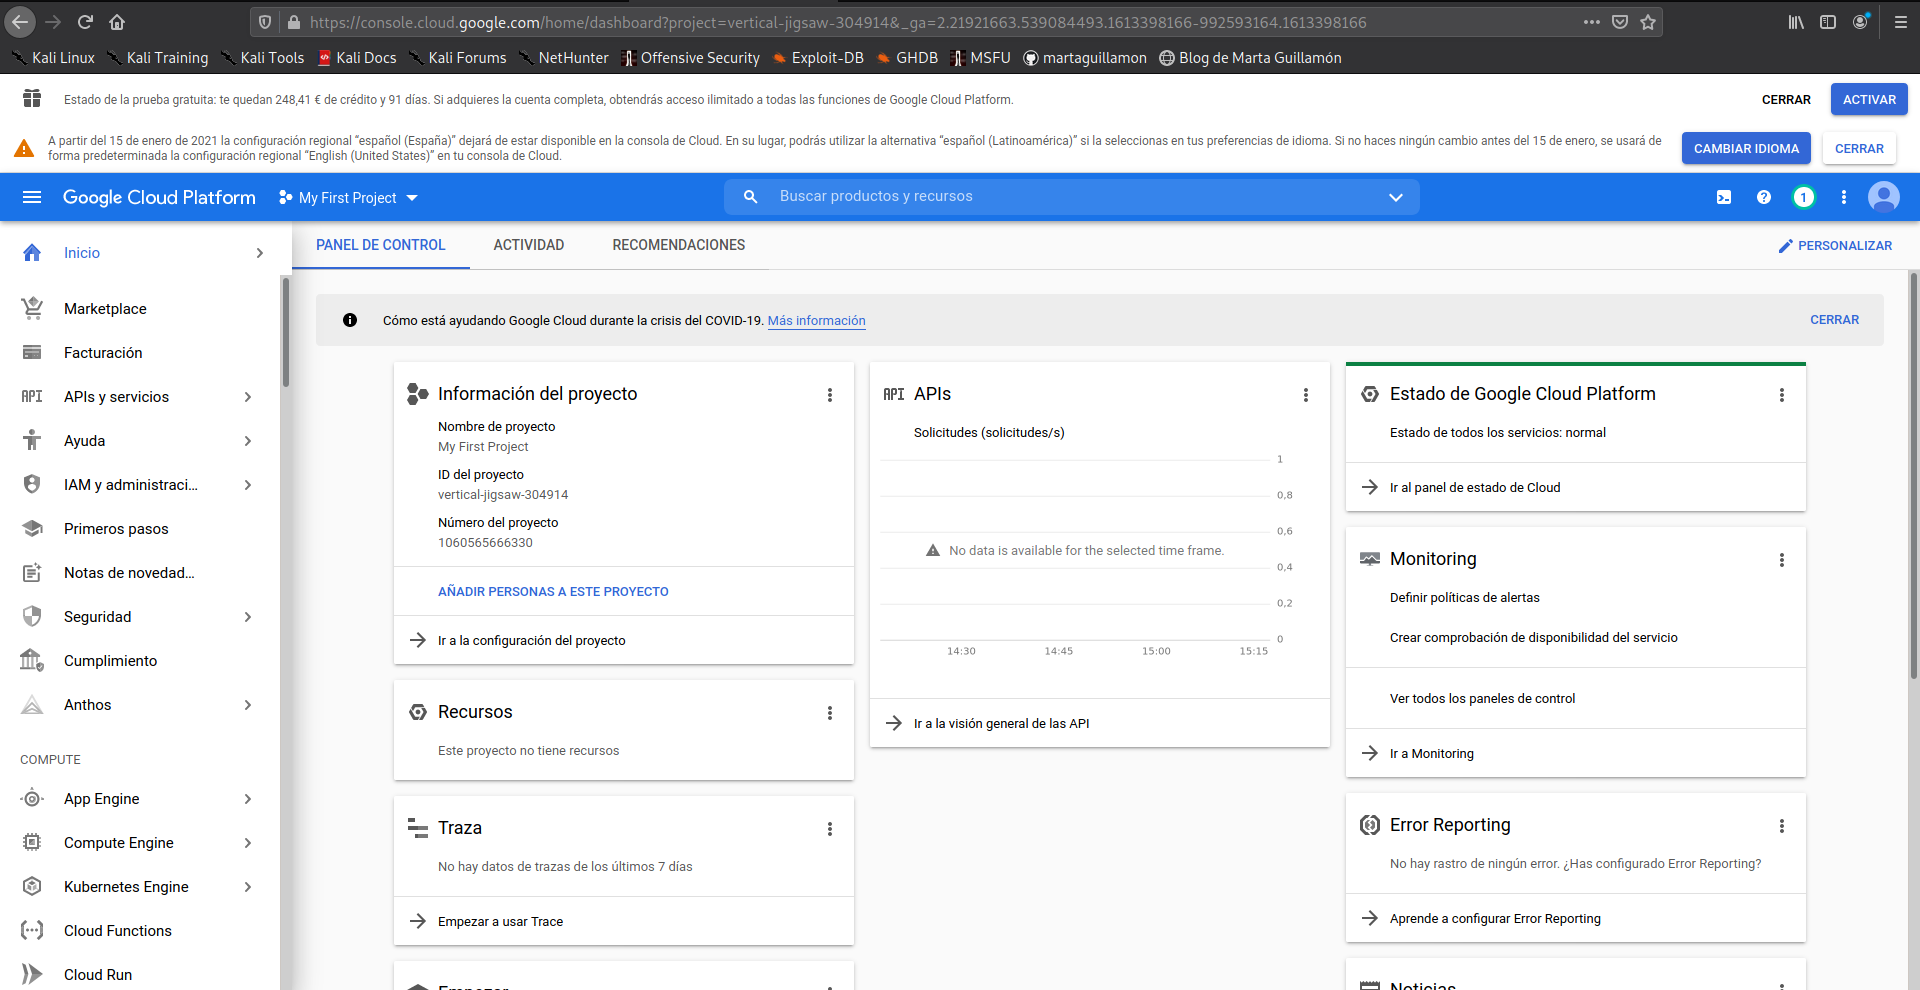 https://console.cloud.google.com/home/dashboard?project=vertical-jigsaw-304914&_ga=2.21921663.539084493.1613398166-992593164.1613398166
Kali Linux Kali Training Kali Tools Kali Docs Kali Forums NetHunter Offensive Security Exploit-DB GHDB MSFU martaguillamon Blog de Marta Guillamón
Estado de la prueba gratuita: te quedan 248,41 € de crédito y 91 días. Si adquieres la cuenta completa, obtendrás acceso ilimitado a todas las funciones de Google Cloud Platform.
CERRAR
ACTIVAR
A partir del 15 de enero de 2021 la configuración regional “español (España)” dejará de estar disponible en la consola de Cloud. En su lugar, podrás utilizar la alternativa “español (Latinoamérica)” si la seleccionas en tus preferencias de idioma. Si no haces ningún cambio antes del 15 de enero, se usará de
forma predeterminada la configuración regional “English (United States)” en tu consola de Cloud.
CAMBIAR IDIOMA
CERRAR
Google Cloud Platform
My First Project
Buscar productos y recursos
1
Inicio
Marketplace
Facturación
API
APIs y servicios
Ayuda
IAM y administraci...
Primeros pasos
Notas de novedad...
Seguridad
Cumplimiento
Anthos
COMPUTE
App Engine
Compute Engine
Kubernetes Engine
Cloud Functions
Cloud Run
PANEL DE CONTROL
ACTIVIDAD
RECOMENDACIONES
PERSONALIZAR
Cómo está ayudando Google Cloud durante la crisis del COVID-19. Más información
CERRAR
Información del proyecto
Nombre de proyecto
My First Project
ID del proyecto
vertical-jigsaw-304914
Número del proyecto
1060565666330
AÑADIR PERSONAS A ESTE PROYECTO
Ir a la configuración del proyecto
Recursos
Este proyecto no tiene recursos
Traza
No hay datos de trazas de los últimos 7 días
Empezar a usar Trace
Empezar
API
APIs
Solicitudes (solicitudes/s)
1
0,8
0,6
No data is available for the selected time frame.
0,4
0,2
0
14:30
14:45
15:00
15:15
Ir a la visión general de las API
Estado de Google Cloud Platform
Estado de todos los servicios: normal
Ir al panel de estado de Cloud
Monitoring
Definir políticas de alertas
Crear comprobación de disponibilidad del servicio
Ver todos los paneles de control
Ir a Monitoring
Error Reporting
No hay rastro de ningún error. ¿Has configurado Error Reporting?
Aprende a configurar Error Reporting
Noticias